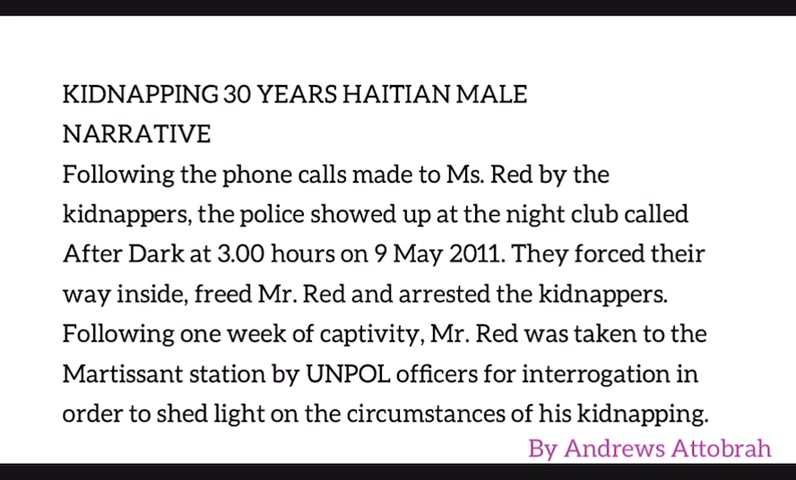 KIDNAPPING 30 YEARS HAITIAN MALE
NARRATIVE
Following the phone calls made to Ms. Red by the
kidnappers, the police showed up at the night club called
After Dark at 3.00 hours on 9 May 2011. They forced their
way inside, freed Mr. Red and arrested the kidnappers.
Following one week of captivity, Mr. Red was taken to the
Martissant station by UNPOL officers for interrogation in
order to shed light on the circumstances of his kidnapping.
By Andrews Attobrah